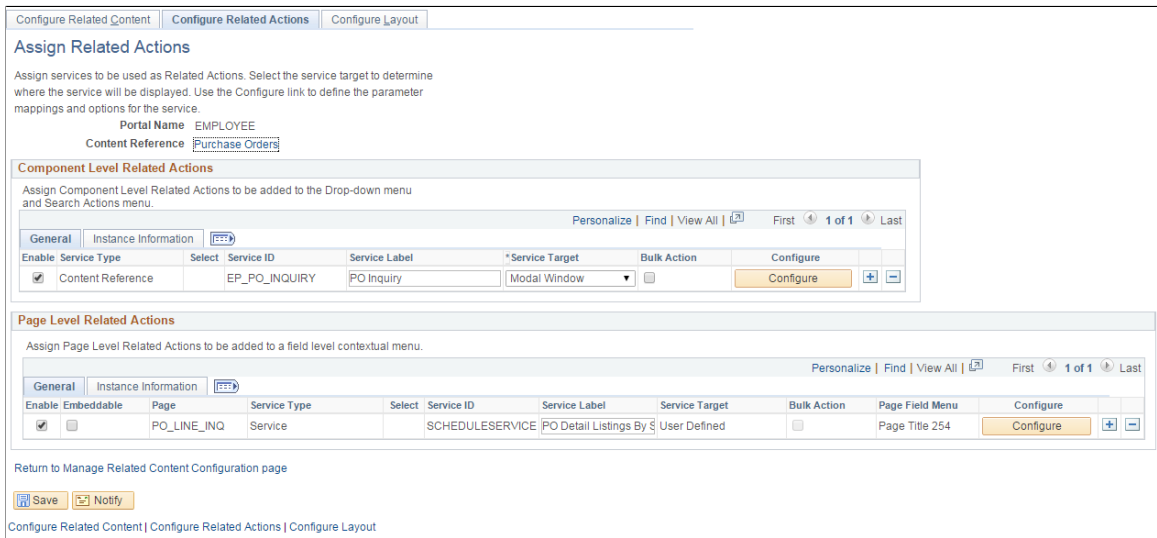 Configure Related Content Configure Related Actions Configure Layout
Assign Related Actions
Assign services to be used as Related Actions. Select the service target to determine
where the service will be displayed. Use the Configure link to define the parameter
mappings and options for the service.
Portal Name EMPLOYEE
Content Reference Purchase Orders
Component Level Related Actions
Assign Component Level Related Actions to be added to the Drop-down menu
and Search Actions menu.
Personalize | Find | View All | First 1 of 1 Last
General Instance Information
Enable Service Type Select Service ID Service Label *Service Target Bulk Action Configure
Content Reference EP_PO_INQUIRY PO Inquiry Modal Window Configure
Page Level Related Actions
Assign Page Level Related Actions to be added to a field level contextual menu.
Personalize | Find | View All | First 1 of 1 Last
General Instance Information
Enable Embeddable Page Service Type Select Service ID Service Label Service Target Bulk Action Page Field Menu Configure
PO_LINE_INQ Service SCHEDULESERVICE PO Detail Listings By S User Defined Page Title 254 Configure
Return to Manage Related Content Configuration page
Save Notify
Configure Related Content | Configure Related Actions | Configure Layout